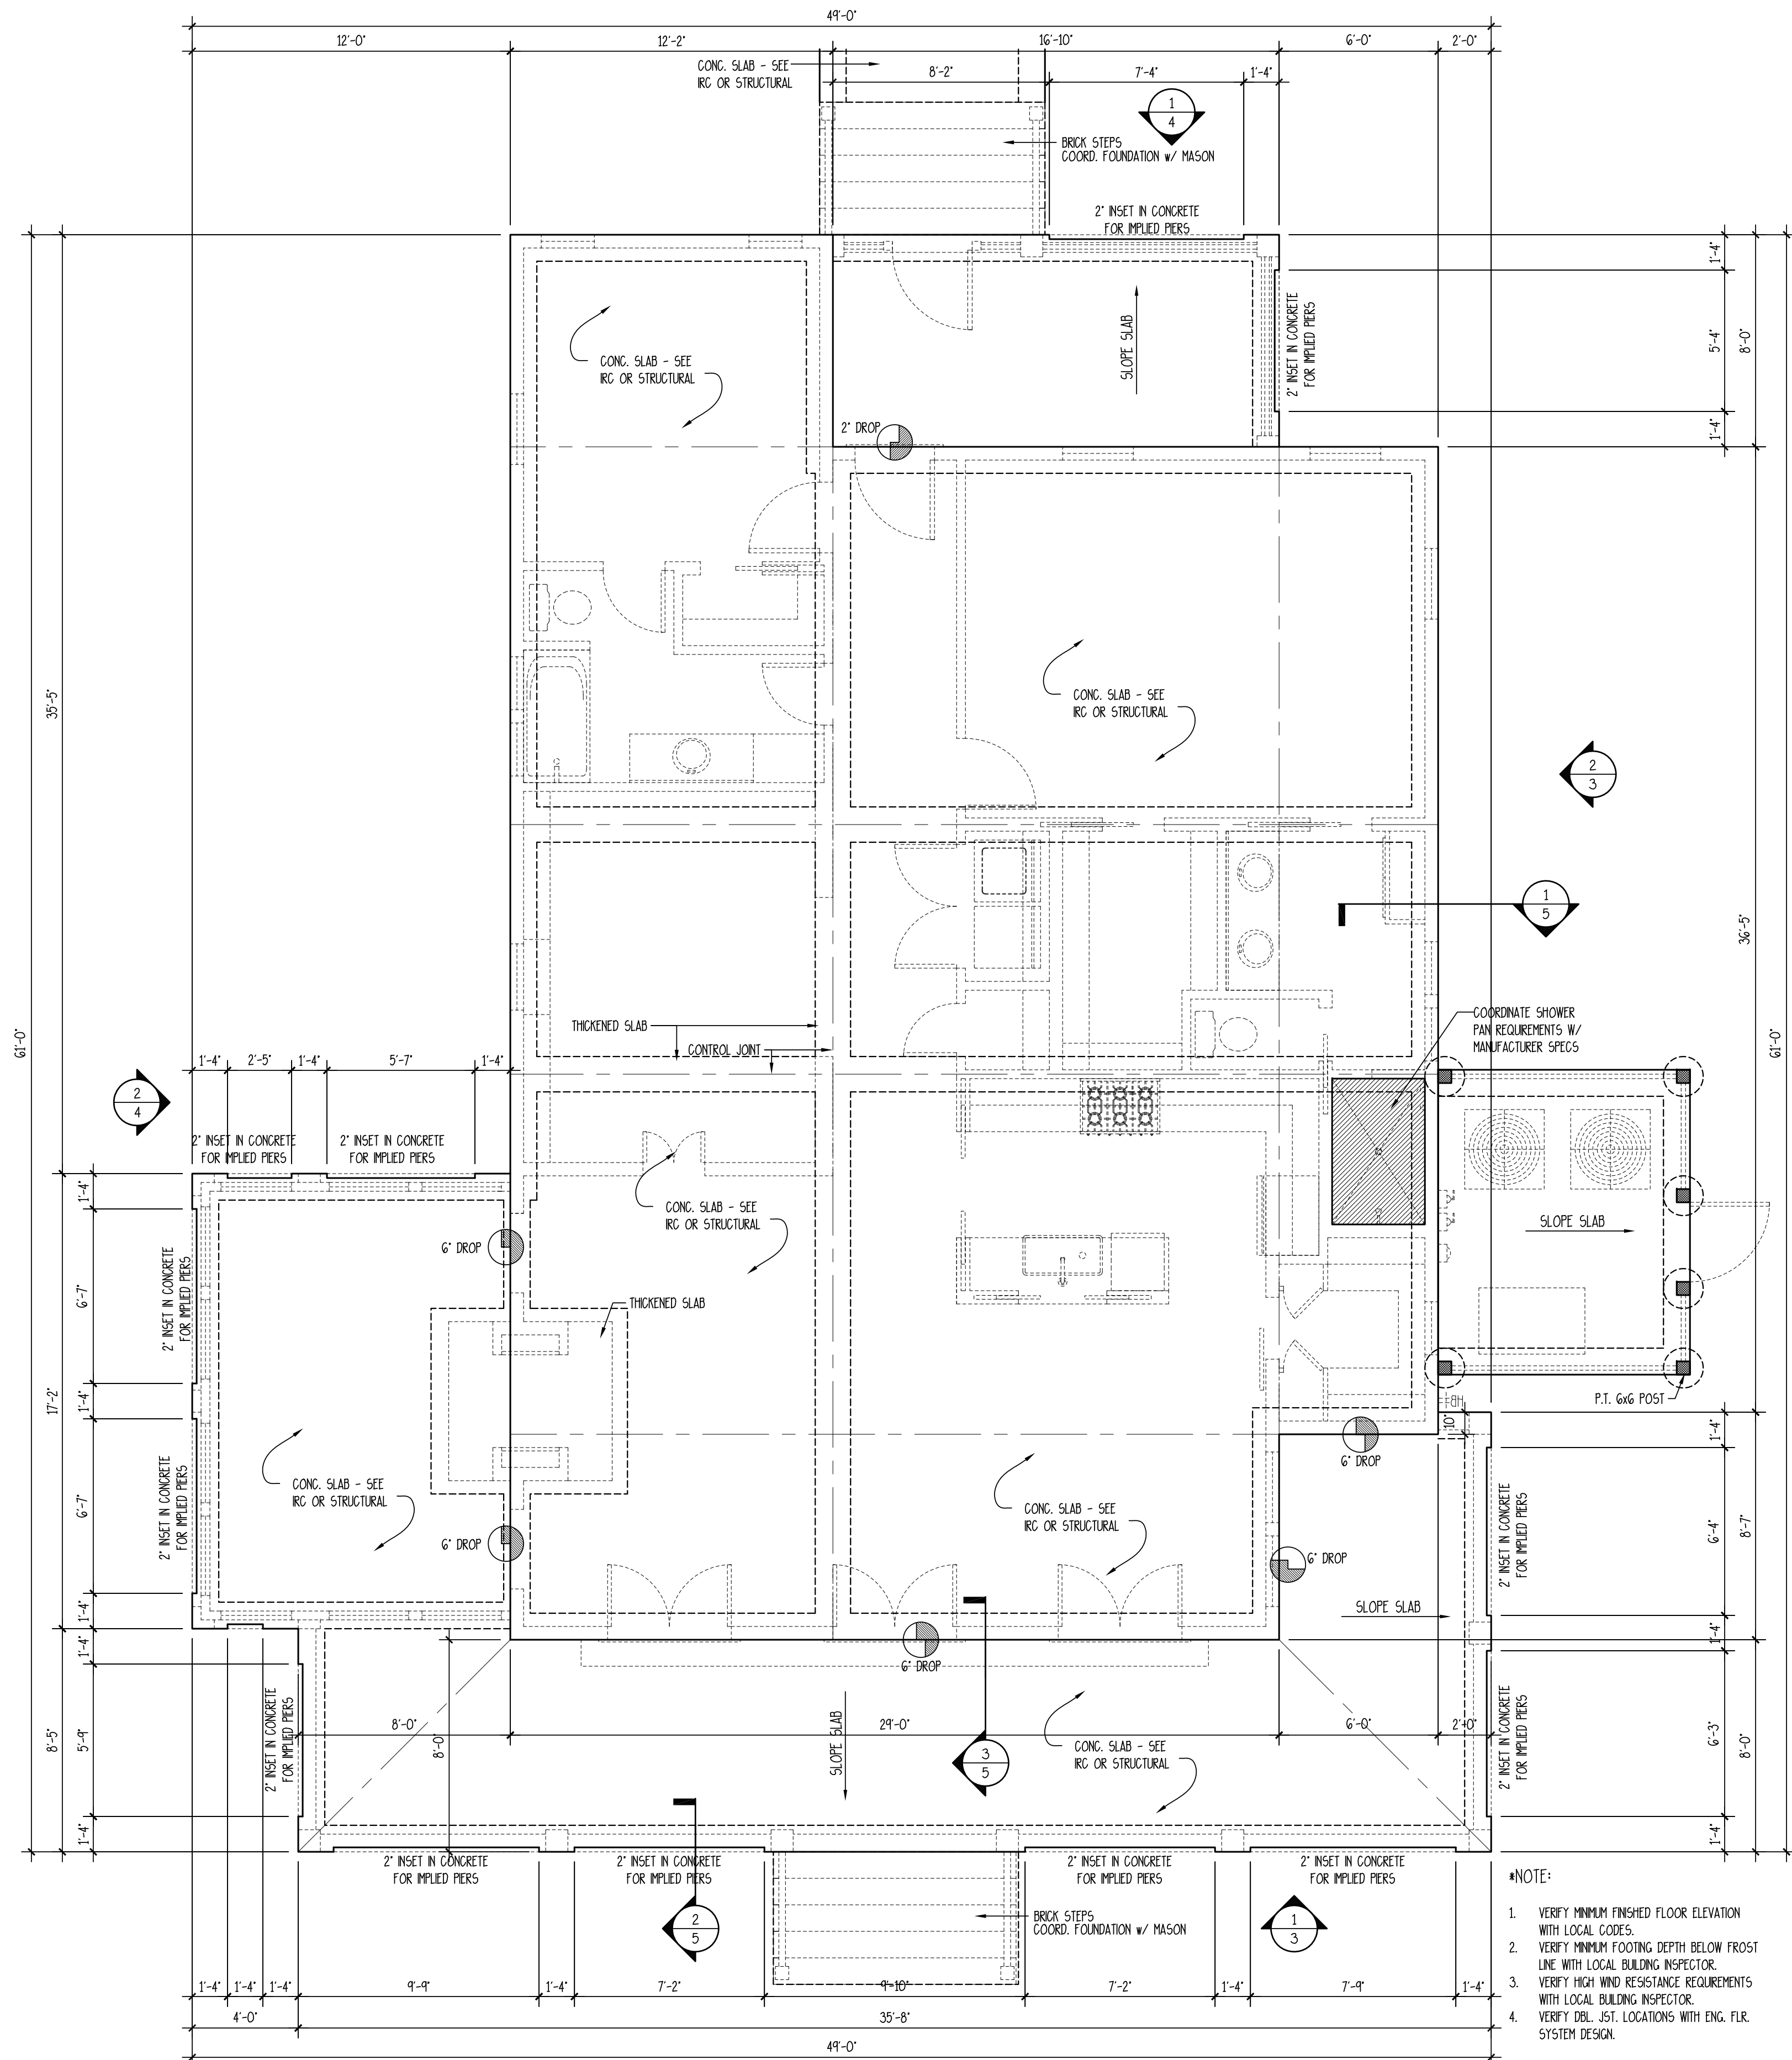 49'-0"
12'-0"
12'-2"
16'-10"
6'-0"
2'-0"
CONC. SLAB - SEE
IRC OR STRUCTURAL
8'-2"
7'-4"
1'-4"
1
4
BRICK STEPS
COORD. FOUNDATION w/ MASON
2" INSET IN CONCRETE
FOR IMPLIED PIERS
1'-4"
5'-4"
8'-0"
1'-4"
2" INSET IN CONCRETE
FOR IMPLIED PIERS
SLOPE SLAB
CONC. SLAB - SEE
IRC OR STRUCTURAL
2" DROP
35'-5"
61'-0"
CONC. SLAB - SEE
IRC OR STRUCTURAL
2
3
1
5
36'-5"
61'-0"
THICKENED SLAB
CONTROL JOINT
COORDINATE SHOWER
PAN REQUIREMENTS W/
MANUFACTURER SPECS
1'-4"
2'-5"
1'-4"
5'-7"
1'-4"
2
4
2" INSET IN CONCRETE
FOR IMPLIED PIERS
2" INSET IN CONCRETE
FOR IMPLIED PIERS
1'-4"
6'-7"
1'-4"
6'-7"
1'-4"
17'-2"
2" INSET IN CONCRETE
FOR IMPLIED PIERS
2" INSET IN CONCRETE
FOR IMPLIED PIERS
CONC. SLAB - SEE
IRC OR STRUCTURAL
6" DROP
SLOPE SLAB
THICKENED SLAB
P.T. 6x6 POST
HB
10"
6" DROP
CONC. SLAB - SEE
IRC OR STRUCTURAL
CONC. SLAB - SEE
IRC OR STRUCTURAL
6" DROP
6" DROP
SLOPE SLAB
6" DROP
1'-4"
6'-4"
1'-4"
8'-7"
2" INSET IN CONCRETE
FOR IMPLIED PIERS
1'-4"
5'-9"
1'-4"
8'-5"
2" INSET IN CONCRETE
FOR IMPLIED PIERS
8'-0"
8'-0"
29'-0"
6'-0"
2'-0"
SLOPE SLAB
3
5
CONC. SLAB - SEE
IRC OR STRUCTURAL
2" INSET IN CONCRETE
FOR IMPLIED PIERS
6'-3"
8'-0"
1'-4"
2" INSET IN CONCRETE
FOR IMPLIED PIERS
2" INSET IN CONCRETE
FOR IMPLIED PIERS
2" INSET IN CONCRETE
FOR IMPLIED PIERS
2" INSET IN CONCRETE
FOR IMPLIED PIERS
2
5
BRICK STEPS
COORD. FOUNDATION w/ MASON
1
3
1'-4"
1'-4"
1'-4"
9'-9"
1'-4"
7'-2"
9'-10"
7'-2"
1'-4"
7'-9"
1'-4"
4'-0"
35'-8"
49'-0"
*NOTE:
1. VERIFY MINIMUM FINISHED FLOOR ELEVATION
WITH LOCAL CODES.
2. VERIFY MINIMUM FOOTING DEPTH BELOW FROST
LINE WITH LOCAL BUILDING INSPECTOR.
3. VERIFY HIGH WIND RESISTANCE REQUIREMENTS
WITH LOCAL BUILDING INSPECTOR.
4. VERIFY DBL. JST. LOCATIONS WITH ENG. FLR.
SYSTEM DESIGN.